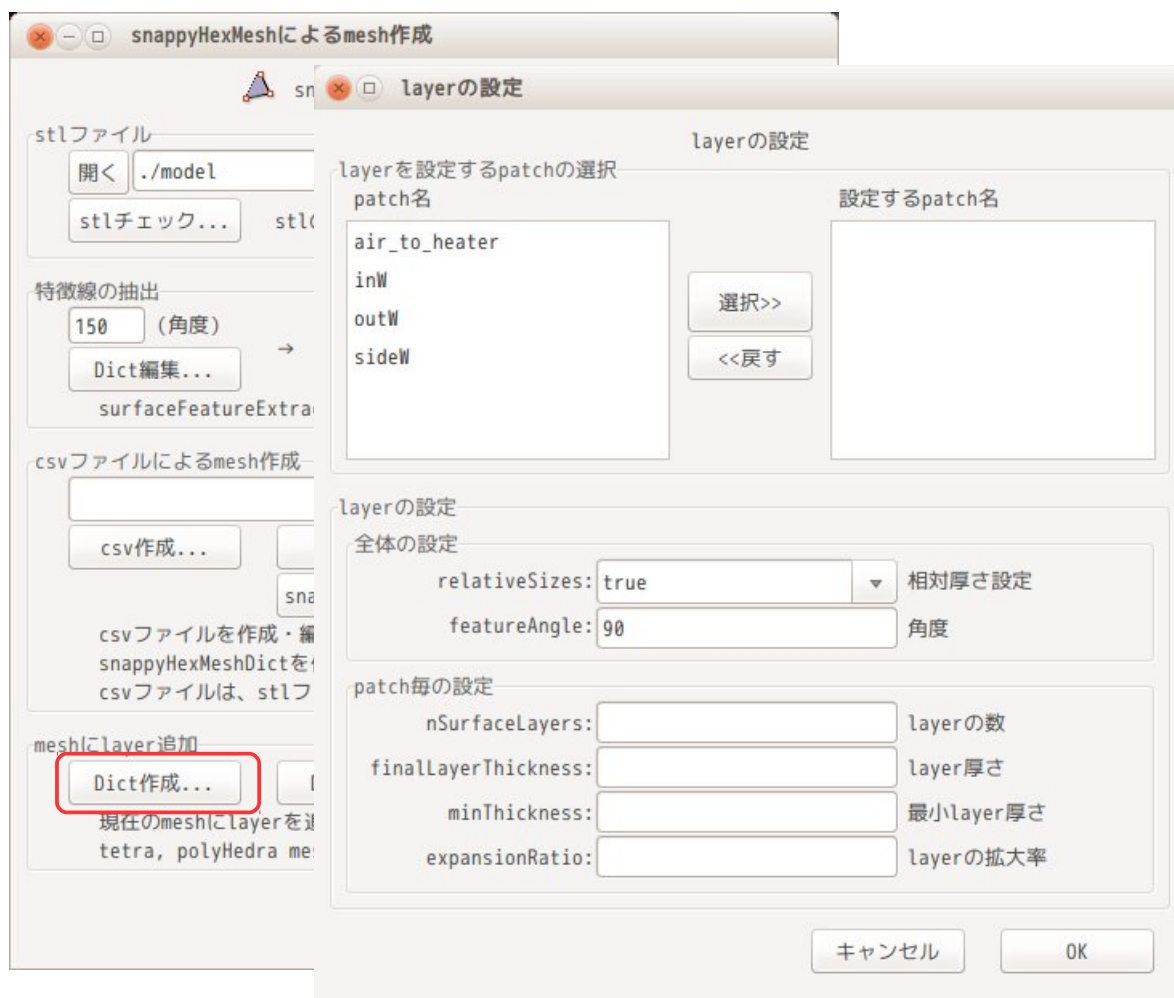 snappyHexMeshによるmesh作成
sn
stlファイル
開く ./model
stlチェック... stl
特徴線の抽出
150 (角度)
→
Dict編集...
surfaceFeatureExtra
csvファイルによるmesh作成
csv作成...
sna
csvファイルを作成・編
snappyHexMeshDictを
csvファイルは、stlフ
meshにlayer追加
Dict作成...
現在のmeshにlayerを追
tetra, polyHedra me
layerの設定
layerの設定
layerを設定するpatchの選択
patch名 設定するpatch名
air_to_heater
inW
outW
sideW
選択>>
<<戻す
layerの設定
全体の設定
relativeSizes: true 相対厚さ設定
featureAngle: 90 角度
patch毎の設定
nSurfaceLayers: layerの数
finalLayerThickness: layer厚さ
minThickness: 最小layer厚さ
expansionRatio: layerの拡大率
キャンセル OK